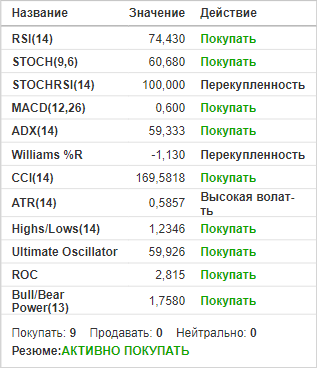 Название Значение Действие
RSI(14) 74,430 Покупать
STOCH(9,6) 60,680 Покупать
STOCHRSI(14) 100,000 Перекупленность
MACD(12,26) 0,600 Покупать
ADX(14) 59,333 Покупать
Williams %R -1,130 Перекупленность
CCI(14) 169,5818 Покупать
ATR(14) 0,5857 Высокая волат-
ть
Highs/Lows(14) 1,2346 Покупать
Ultimate Oscillator 59,926 Покупать
ROC 2,815 Покупать
Bull/Bear
Power(13) 1,7580 Покупать
Покупать: 9 Продавать: 0 Нейтрально: 0
Резюме:АКТИВНО ПОКУПАТЬ